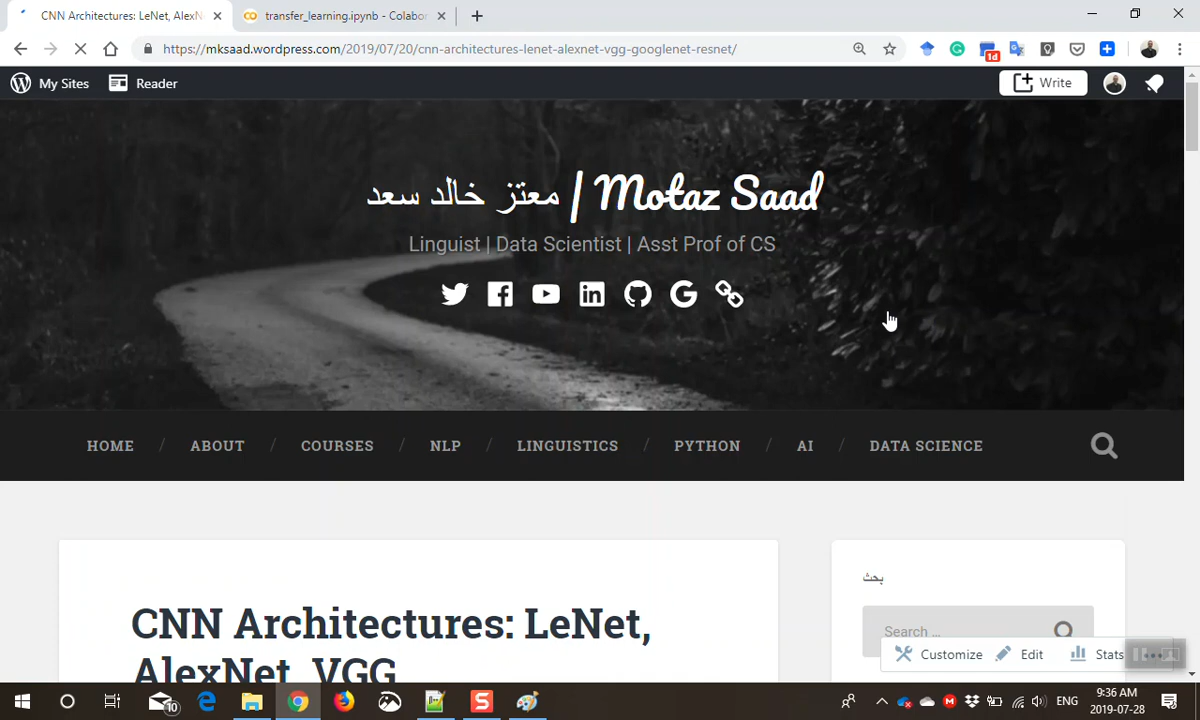 CNN Architectures: LeNet, AlexN
transfer_learning.ipynb - Colabor
https://mksaad.wordpress.com/2019/07/20/cnn-architectures-lenet-alexnet-vgg-googlenet-resnet/
1d
My Sites
Reader
Write
معتز خالد سعد | Motaz Saad
Linguist | Data Scientist | Asst Prof of CS
HOME / ABOUT / COURSES / NLP / LINGUISTICS / PYTHON / AI / DATA SCIENCE
CNN Architectures: LeNet,
AlexNet, VGG
بحث
Search ...
Customize
Edit
Stats
10
ENG
9:36 AM
2019-07-28